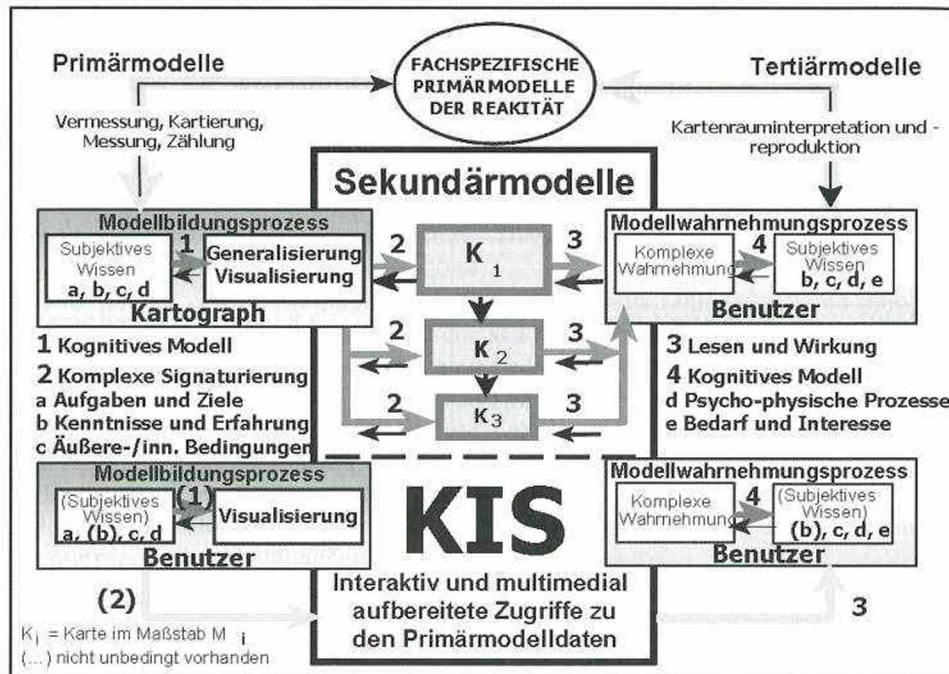 Primärmodelle
FACHSPEZIFISCHE
PRIMÄRMODELLE
DER REAKITÄT
Tertiärmodelle
Vermessung, Kartierung,
Messung, Zählung
Kartenrauminterpretation und -
reproduktion
Sekundärmodelle
Modellbildungsprozess
Subjektives
Wissen
a, b, c, d
1
Generalisierung
Visualisierung
Kartograph
2
K 1
3
2
K 2
3
2
K 3
3
Modellwahrnehmungsprozess
Komplexe
Wahrnehmung
4
Subjektives
Wissen
b, c, d, e
Benutzer
1 Kognitives Modell
2 Komplexe Signaturierung
a Aufgaben und Ziele
b Kenntnisse und Erfahrung
c Äußere-/inn. Bedingungen
3 Lesen und Wirkung
4 Kognitives Modell
d Psycho-physische Prozesse
e Bedarf und Interesse
Modellbildungsprozess
(Subjektives
Wissen)
a, (b), c, d
(1)
Visualisierung
Benutzer
(2)
KIS
Interaktiv und multimedial
aufbereitete Zugriffe zu
den Primärmodelldaten
Modellwahrnehmungsprozess
Komplexe
Wahrnehmung
4
(Subjektives
Wissen)
(b), c, d, e
Benutzer
3
K i = Karte im Maßstab M i
(...) nicht unbedingt vorhanden